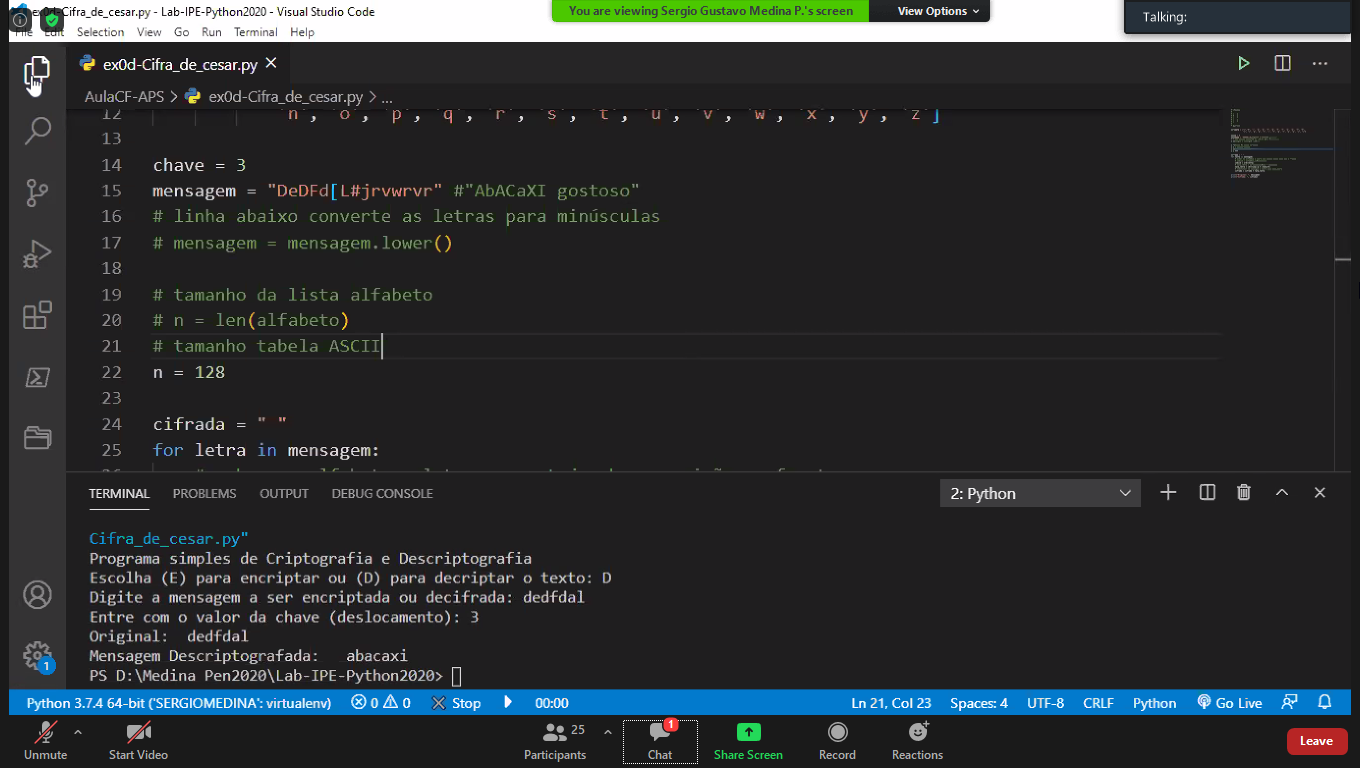 ex0d-Cifra_de_cesar.py - Lab-IPE-Python2020 - Visual Studio Code
You are viewing Sergio Gustavo Medina P.'s screen
View Options
Talking:
File Edit Selection View Go Run Terminal Help
ex0d-Cifra_de_cesar.py
AulaCF-APS > ex0d-Cifra_de_cesar.py > ...
12 'n', 'o', 'p', 'q', 'r', 's', 't', 'u', 'v', 'w', 'x', 'y', 'z']
13
14 chave = 3
15 mensagem = "DeDFd[L#jrvwrvr" #"AbACaXI gostoso"
16 # linha abaixo converte as letras para minúsculas
17 # mensagem = mensagem.lower()
18
19 # tamanho da lista alfabeto
20 # n = len(alfabeto)
21 # tamanho tabela ASCII
22 n = 128
23
24 cifrada = " "
25 for letra in mensagem:
TERMINAL PROBLEMS OUTPUT DEBUG CONSOLE
2: Python
Cifra_de_cesar.py"
Programa simples de Criptografia e Descriptografia
Escolha (E) para encriptar ou (D) para decriptar o texto: D
Digite a mensagem a ser encriptada ou decifrada: dedfdal
Entre com o valor da chave (deslocamento): 3
Original:  dedfdal
Mensagem Descriptografada:   abacaxi
PS D:\Medina Pen2020\Lab-IPE-Python2020>
1
Python 3.7.4 64-bit ('SERGIOMEDINA': virtualenv) 0 0 Stop 00:00 Ln 21, Col 23 Spaces: 4 UTF-8 CRLF Python Go Live
Unmute Start Video Participants 25 Chat 1 Share Screen Record Reactions Leave